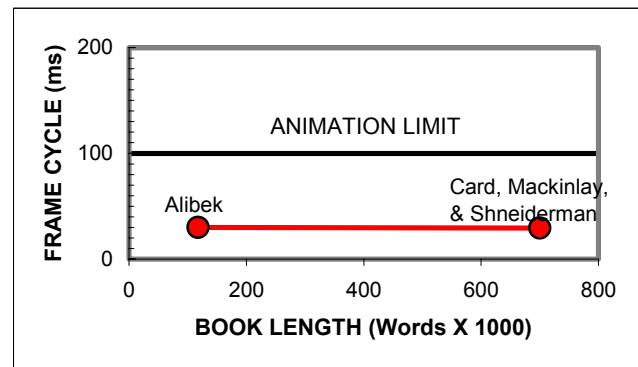 FRAME CYCLE (ms)
200
100
0
ANIMATION LIMIT
Alibek
Card, Mackinlay,
& Shneiderman
0 200 400 600 800
BOOK LENGTH (Words X 1000)